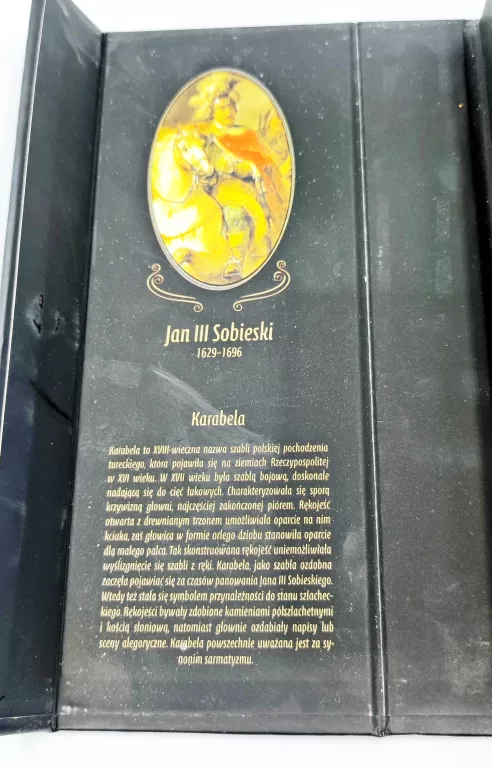 Jan III Sobieski
1629–1696
Karabela
Karabela to XVIII-wieczna nazwa szabli polskiej pochodzenia
tureckiego, która pojawiła się na ziemiach Rzeczypospolitej
w XVI wieku. W XVII wieku była szablą bojową, doskonale
nadającą się do cięć łukowych. Charakteryzowała się sporą
krzywizną głowni, najczęściej zakończonej piórem. Rękojeść
otwarta z drewnianym trzonem umożliwiała oparcie na nim
kciuka, zaś głowica w formie orlego dziobu stanowiła oparcie
dla małego palca. Tak skonstruowana rękojeść uniemożliwała
wyślizgnięcie się szabli z ręki. Karabela, jako szabla ozdobna
zaczęła pojawiać się za czasów panowania Jana III Sobieskiego.
Wtedy też stała się symbolem przynależności do stanu szlachec-
kiego. Rękojeści bywały zdobione kamieniami półszlachetnymi
i kością słoniową, natomiast głownie ozdabiały napisy lub
sceny alegoryczne. Karabela powszechnie uważana jest za sy-
nonim sarmatyzmu.